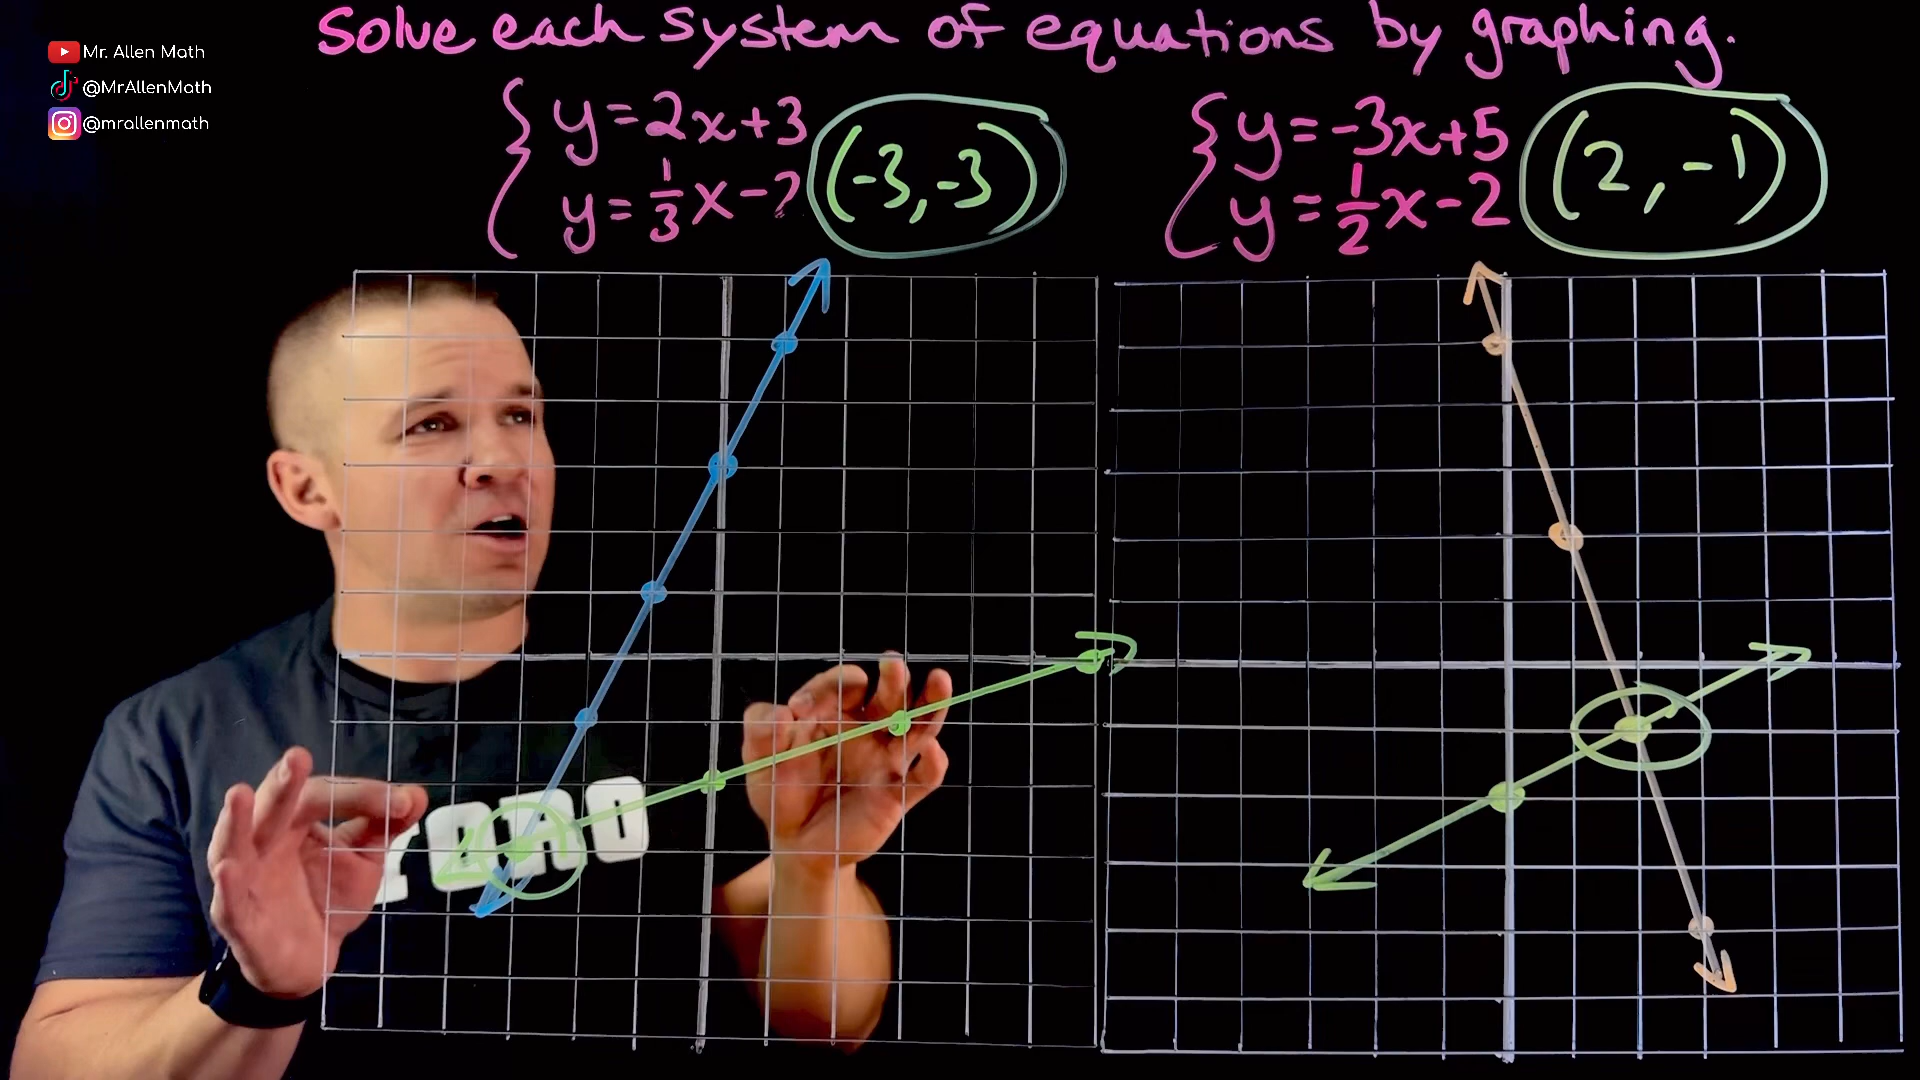 Solve each system of equations by graphing.
Mr. Allen Math
@MrAllenMath
@mrallenmath
y=2x+3
y=1/3x-2
(-3,-3)
y=-3x+5
y=1/2x-2
(2,-1)